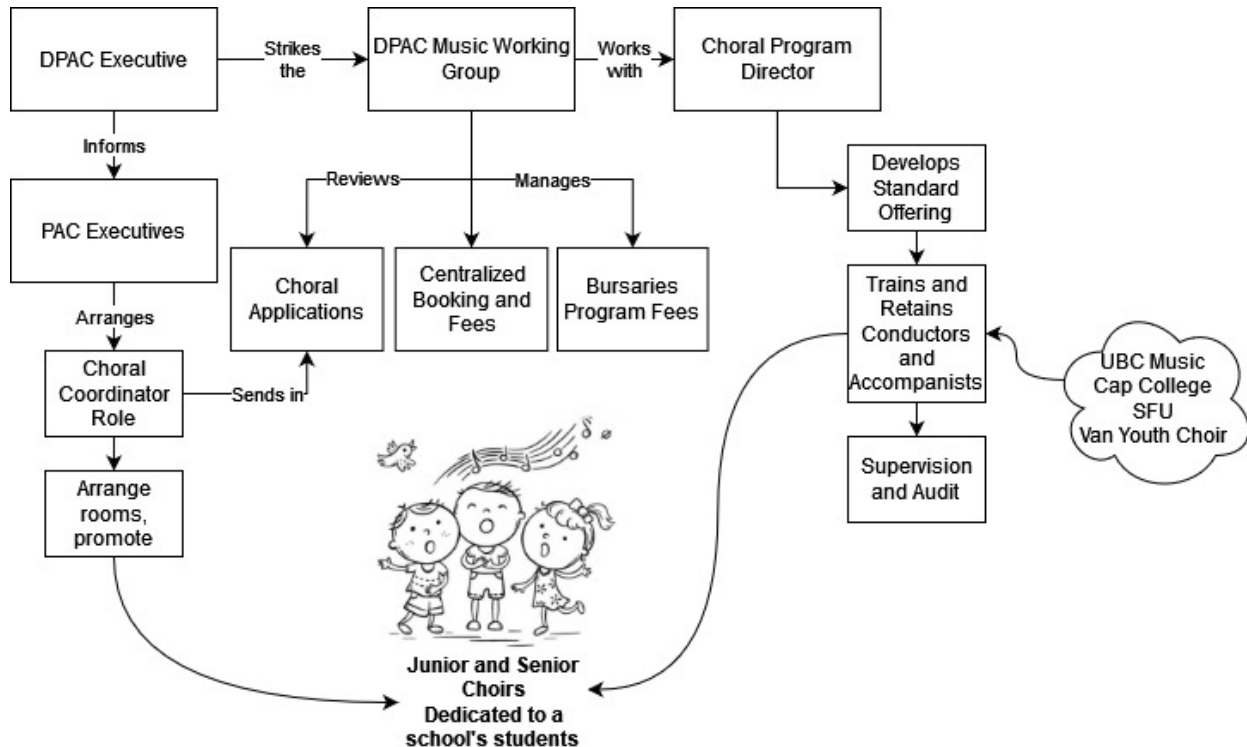 DPAC Executive
Strikes
the
DPAC Music Working
Group
Works
with
Choral Program
Director
Informs
PAC Executives
Reviews
Manages
Develops
Standard
Offering
Choral
Applications
Centralized
Booking and
Fees
Bursaries
Program Fees
Trains and
Retains
Conductors
and
Accompanists
UBC Music
Cap College
SFU
Van Youth Choir
Arranges
Choral
Coordinator
Role
Sends in
Supervision
and Audit
Arrange
rooms,
promote
Junior and Senior
Choirs
Dedicated to a
school's students